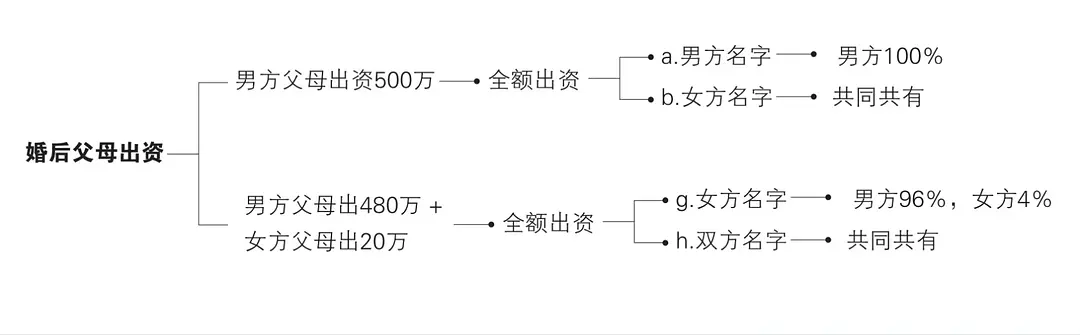 婚后父母出资
男方父母出资500万
全额出资
a.男方名字
男方100%
b.女方名字
共同共有
男方父母出480万 +
女方父母出20万
全额出资
g.女方名字
男方96%，女方4%
h.双方名字
共同共有